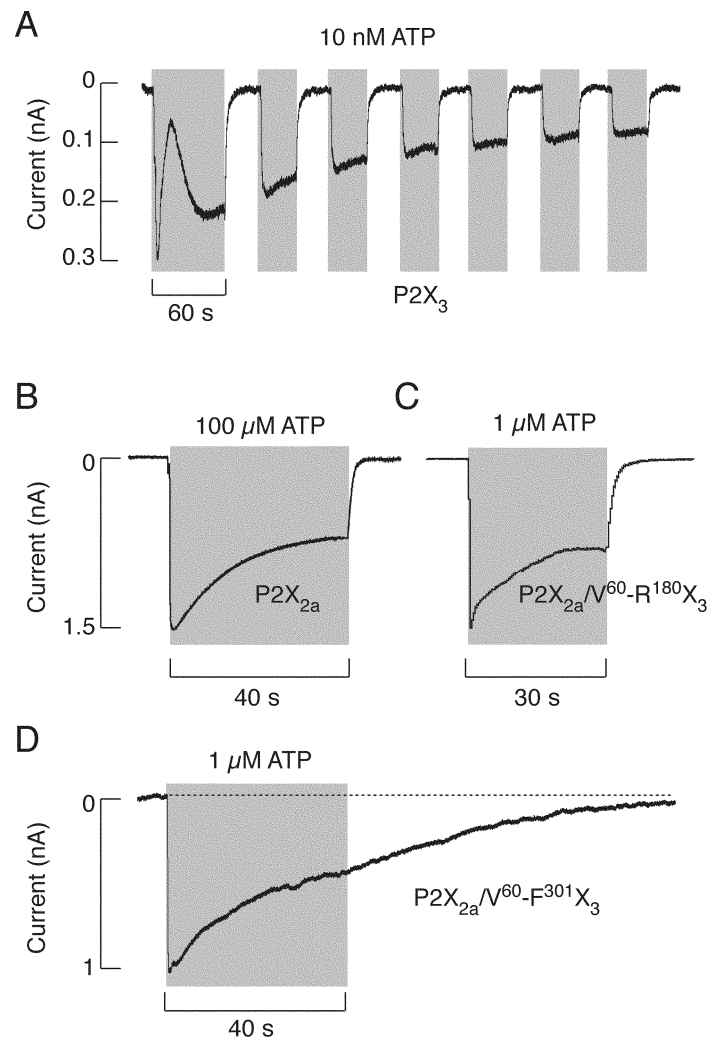 A
10 nM ATP
Current (nA)
0
0.1
0.2
0.3
60 s
P2X3
B
100 µM ATP
Current (nA)
0
1.5
P2X2a
40 s
C
1 µM ATP
P2X2a/V60-R180X3
30 s
D
1 µM ATP
Current (nA)
0
1
P2X2a/V60-F301X3
40 s